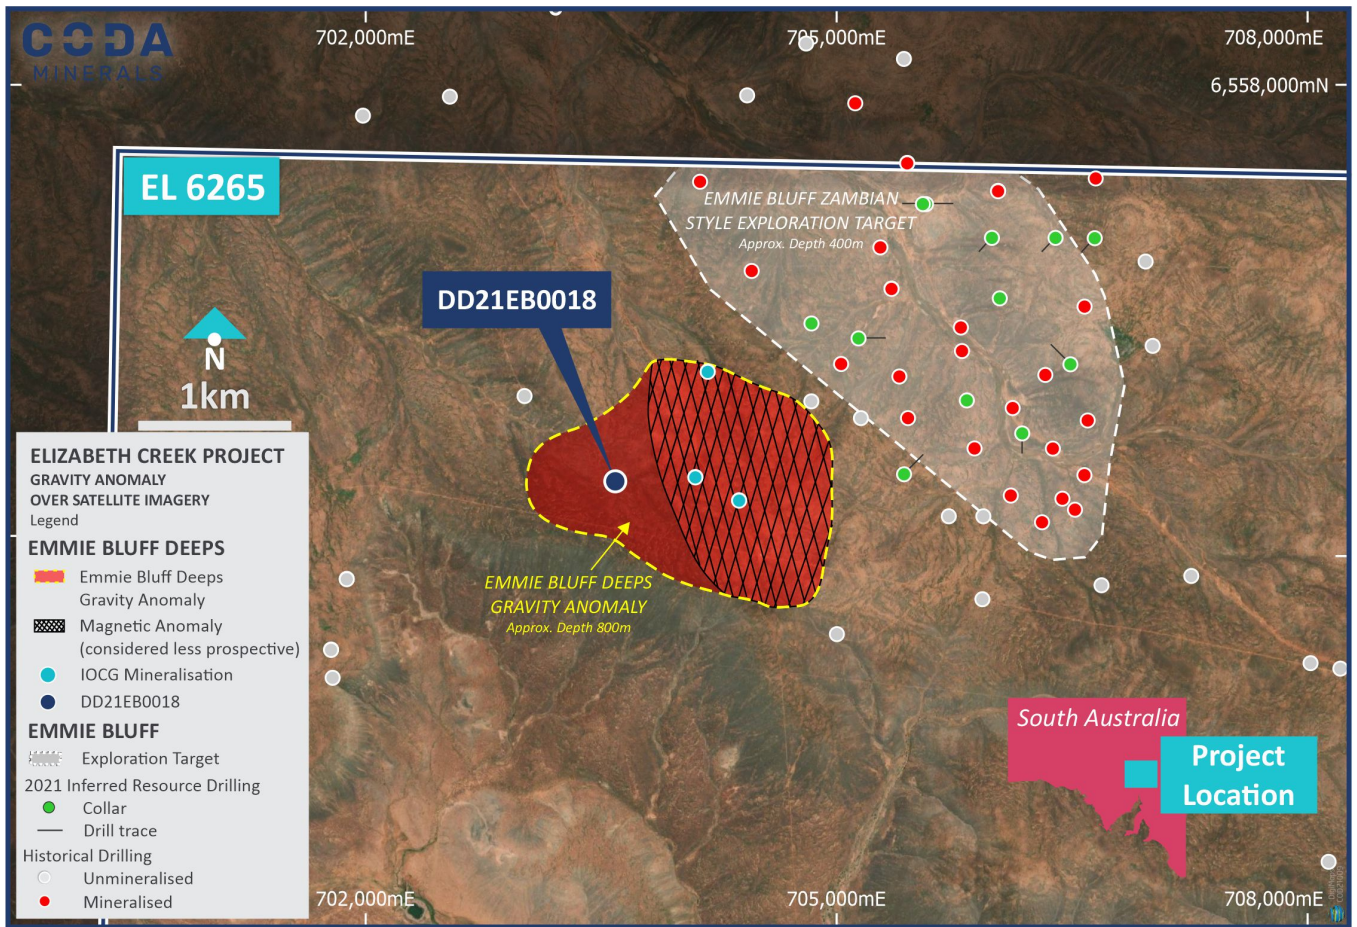 CODA
MINERALS
702,000mE
705,000mE
708,000mE
6,558,000mN
EL 6265
EMMIE BLUFF ZAMBIAN
STYLE EXPLORATION TARGET
Approx. Depth 400m
DD21EB0018
N
1km
EMMIE BLUFF DEEPS
GRAVITY ANOMALY
Approx. Depth 800m
ELIZABETH CREEK PROJECT
GRAVITY ANOMALY
OVER SATELLITE IMAGERY
Legend
EMMIE BLUFF DEEPS
Emmie Bluff Deeps
Gravity Anomaly
Magnetic Anomaly
(considered less prospective)
IOCG Mineralisation
DD21EB0018
EMMIE BLUFF
Exploration Target
2021 Inferred Resource Drilling
Collar
Drill trace
Historical Drilling
Unmineralised
Mineralised
South Australia
Project
Location
702,000mE
705,000mE
708,000mE